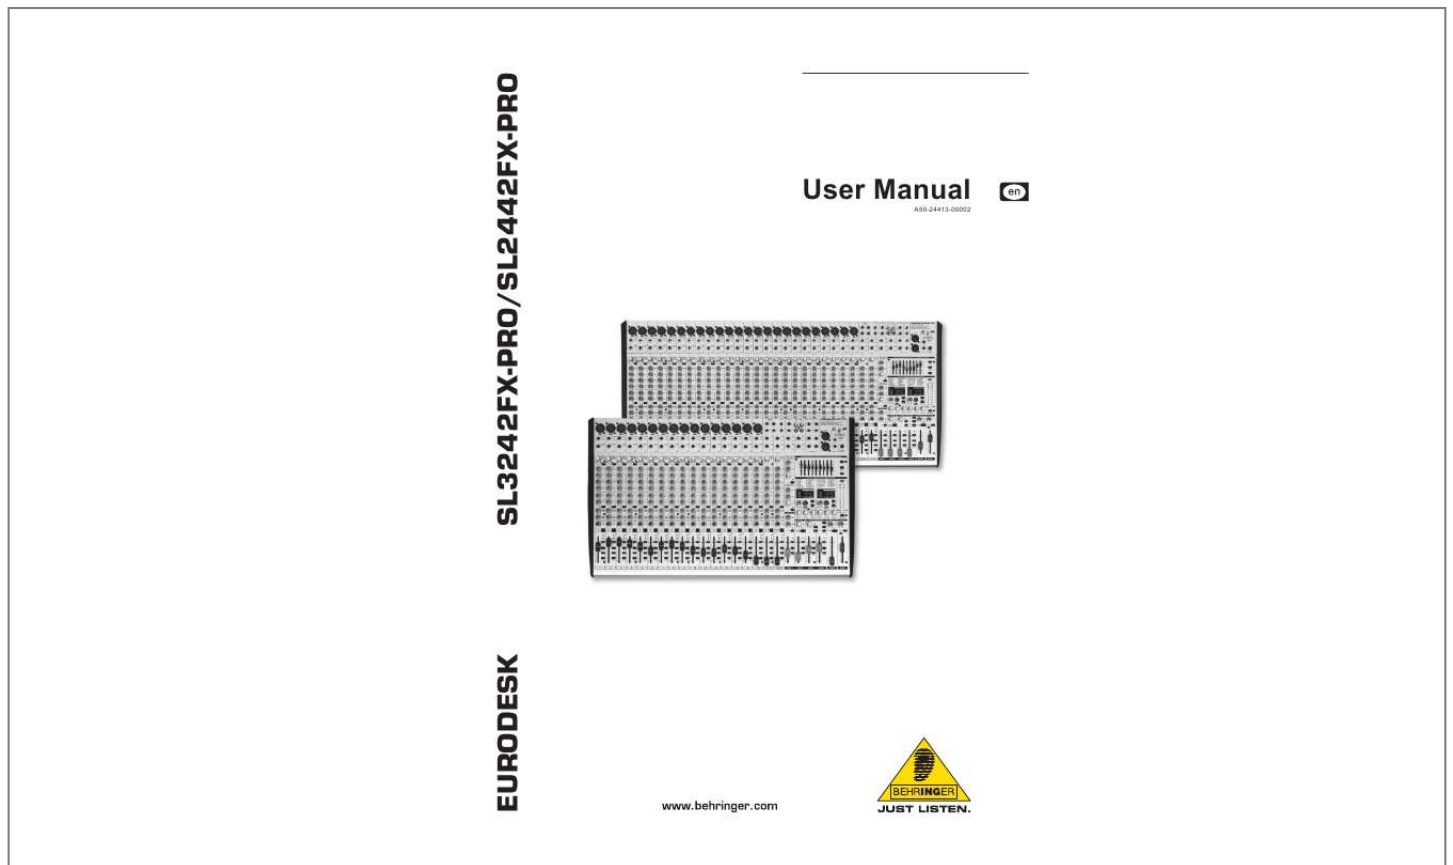 SL3242FX-PRO/SL2442FX-PRO
EURODESK
User Manual
en
A50-24413-00002
www.behringer.com
BEHRINGER
JUST LISTEN.